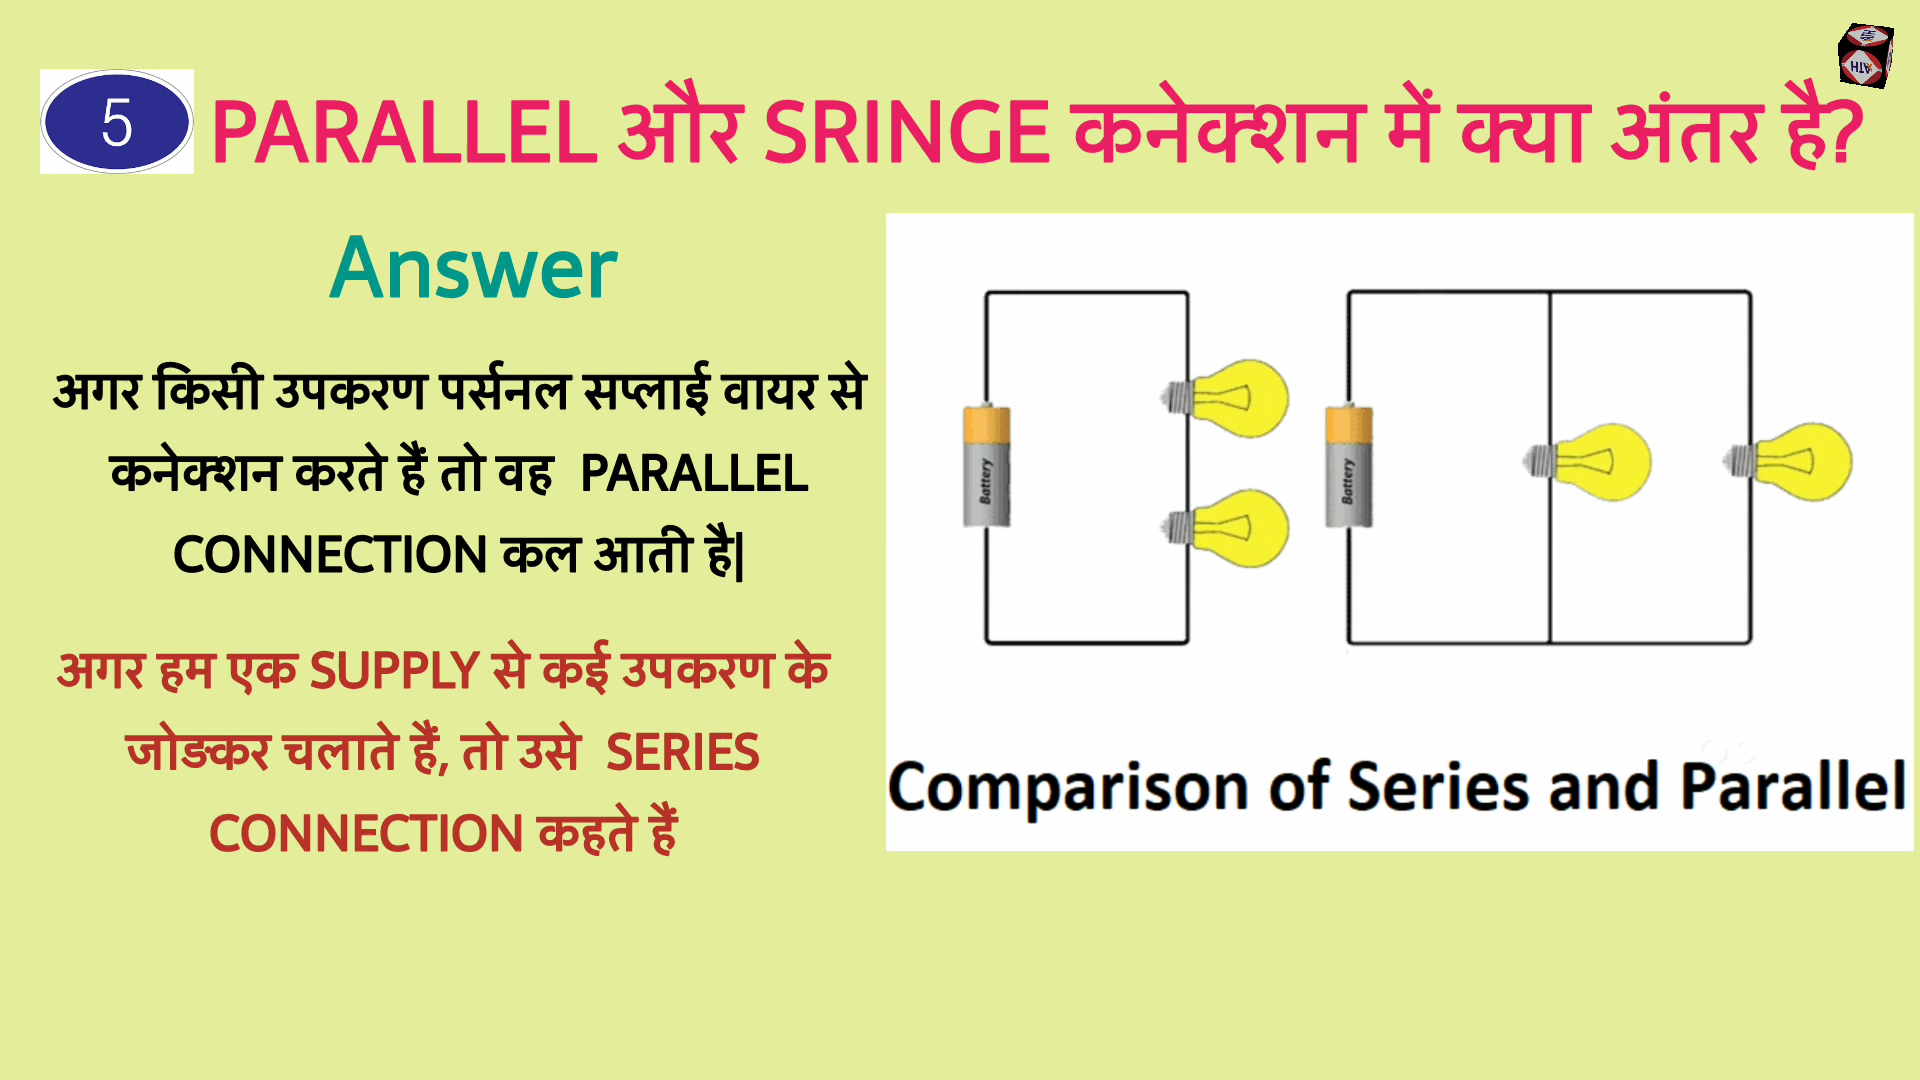 5
PARALLEL और SRINGE कनेक्शन में क्या अंतर है?
ATH
Answer
अगर किसी उपकरण पर्सनल सप्लाई वायर से
कनेक्शन करते हैं तो वह PARALLEL
CONNECTION कल आती है|
अगर हम एक SUPPLY से कई उपकरण के
जोङकर चलाते हैं, तो उसे SERIES
CONNECTION कहते हैं
Battery
Battery
Comparison of Series and Parallel